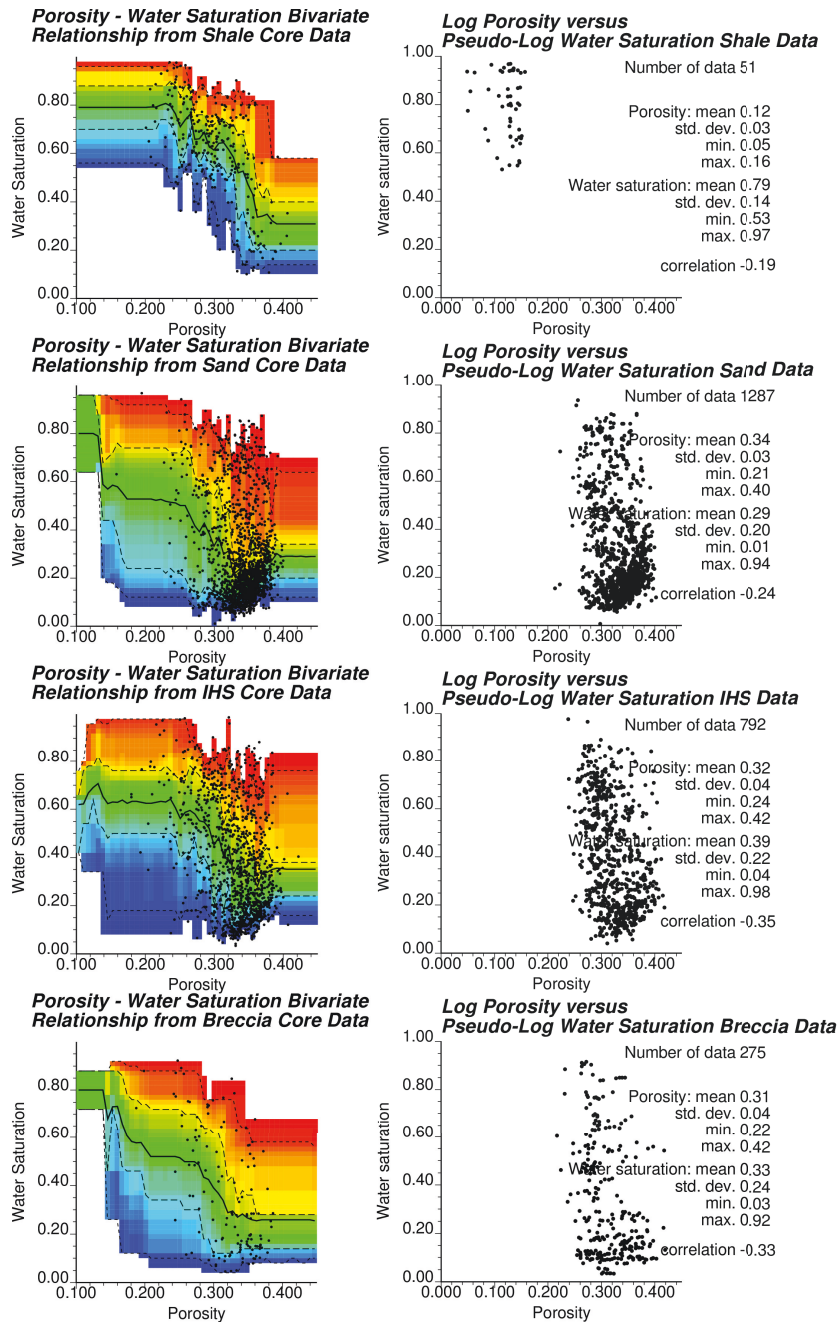 Porosity - Water Saturation Bivariate
Relationship from Shale Core Data
Water Saturation
0.80
0.60
0.40
0.20
0.00
0.100 0.200 0.300 0.400
Porosity
Log Porosity versus
Pseudo-Log Water Saturation Shale Data
Water Saturation
1.00
0.80
0.60
0.40
0.20
0.00
0.000 0.100 0.200 0.300 0.400
Porosity
Number of data 51
Porosity: mean 0.12
std. dev. 0.03
min. 0.05
max. 0.16
Water saturation: mean 0.79
std. dev. 0.14
min. 0.53
max. 0.97
correlation -0.19
Porosity - Water Saturation Bivariate
Relationship from Sand Core Data
Water Saturation
0.80
0.60
0.40
0.20
0.00
0.100 0.200 0.300 0.400
Porosity
Log Porosity versus
Pseudo-Log Water Saturation Sand Data
Water Saturation
1.00
0.80
0.60
0.40
0.20
0.00
0.000 0.100 0.200 0.300 0.400
Porosity
Number of data 1287
Porosity: mean 0.34
std. dev. 0.03
min. 0.21
max. 0.40
Water saturation: mean 0.29
std. dev. 0.20
min. 0.01
max. 0.94
correlation -0.24
Porosity - Water Saturation Bivariate
Relationship from IHS Core Data
Water Saturation
0.80
0.60
0.40
0.20
0.00
0.100 0.200 0.300 0.400
Porosity
Log Porosity versus
Pseudo-Log Water Saturation IHS Data
Water Saturation
1.00
0.80
0.60
0.40
0.20
0.00
0.000 0.100 0.200 0.300 0.400
Porosity
Number of data 792
Porosity: mean 0.32
std. dev. 0.04
min. 0.24
max. 0.42
Water saturation: mean 0.39
std. dev. 0.22
min. 0.04
max. 0.98
correlation -0.35
Porosity - Water Saturation Bivariate
Relationship from Breccia Core Data
Water Saturation
0.80
0.60
0.40
0.20
0.00
0.100 0.200 0.300 0.400
Porosity
Log Porosity versus
Pseudo-Log Water Saturation Breccia Data
Water Saturation
1.00
0.80
0.60
0.40
0.20
0.00
0.000 0.100 0.200 0.300 0.400
Porosity
Number of data 275
Porosity: mean 0.31
std. dev. 0.04
min. 0.22
max. 0.42
Water saturation: mean 0.33
std. dev. 0.24
min. 0.03
max. 0.92
correlation -0.33